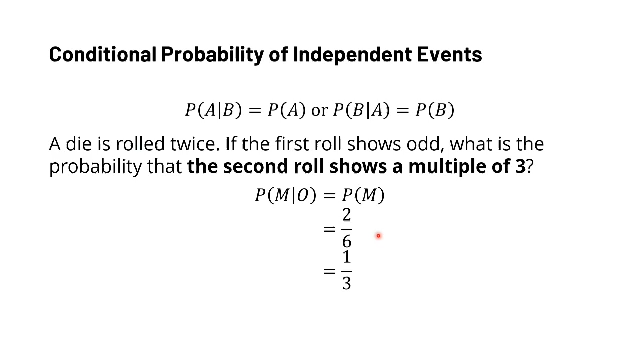 Conditional Probability of Independent Events
P(A|B) = P(A) or P(B|A) = P(B)
A die is rolled twice. If the first roll shows odd, what is the
probability that the second roll shows a multiple of 3?
P(M|O) = P(M)
= 2/6
= 1/3